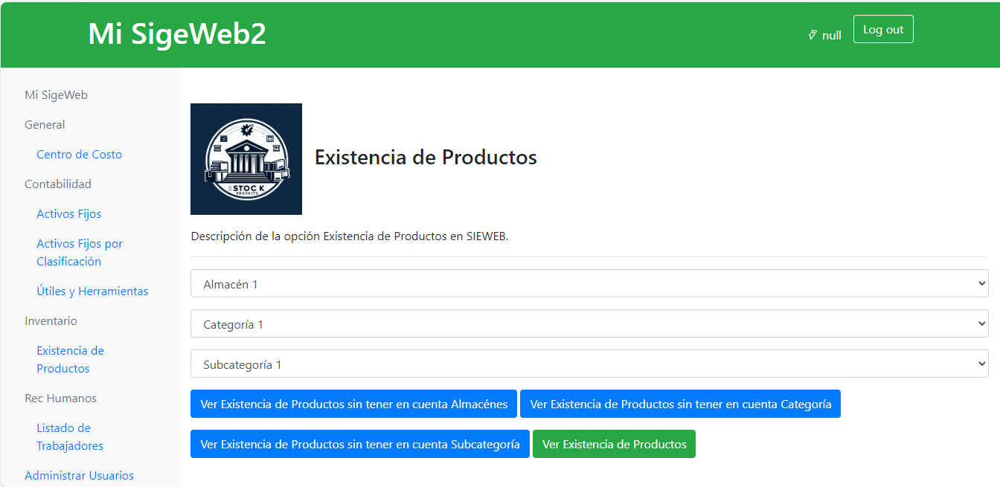 Mi SigeWeb2
null
Log out
Mi SigeWeb
General
Centro de Costo
Contabilidad
Activos Fijos
Activos Fijos por
Clasificación
Útiles y Herramientas
Inventario
Existencia de
Productos
Rec Humanos
Listado de
Trabajadores
Administrar Usuarios
STOCK
PRODUCTS
Existencia de Productos
Descripción de la opción Existencia de Productos en SIEWEB.
Almacén 1
Categoría 1
Subcategoría 1
Ver Existencia de Productos sin tener en cuenta Almacénes
Ver Existencia de Productos sin tener en cuenta Categoría
Ver Existencia de Productos sin tener en cuenta Subcategoría
Ver Existencia de Productos